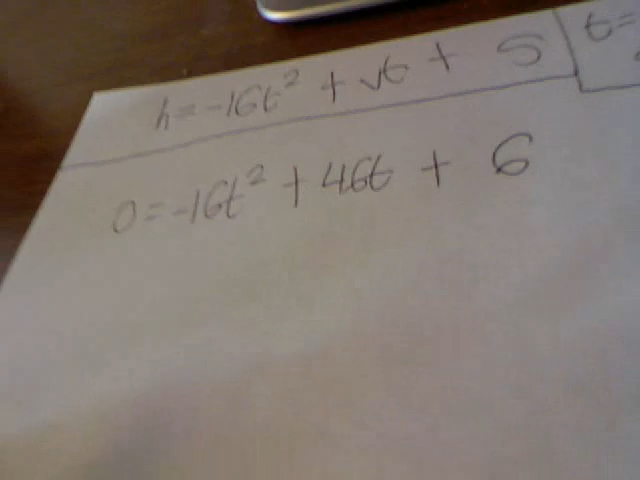 h=-16t² + vt + s
t=
0=-16t² + 46t + 6